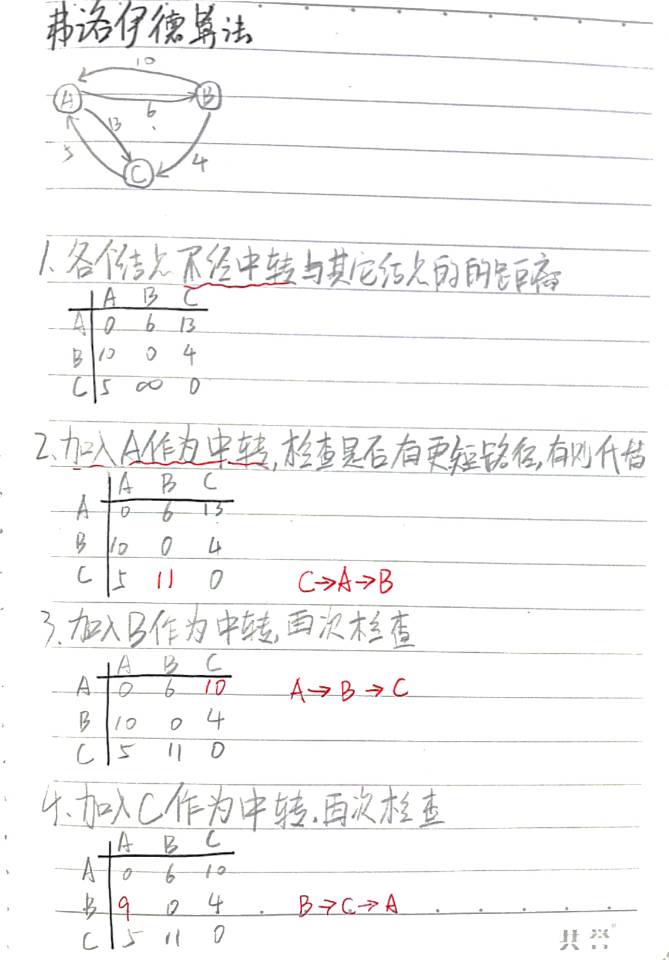 弗洛伊德算法
10
A B
6
13
5 4
C
1、各个结点不经中转与其它结点的的距离
A B C
A 0 6 13
B 10 0 4
C 5 ∞ 0
2、加入A作为中转,检查是否有更短路径,有则代替
A B C
A 0 6 13
B 10 0 4
C 5 11 0 C→A→B
3、加入B作为中转,再次检查
A B C
A 0 6 10 A→B→C
B 10 0 4
C 5 11 0
4、加入C作为中转,再次检查
A B C
A 0 6 10
B 9 0 4 B→C→A
C 5 11 0